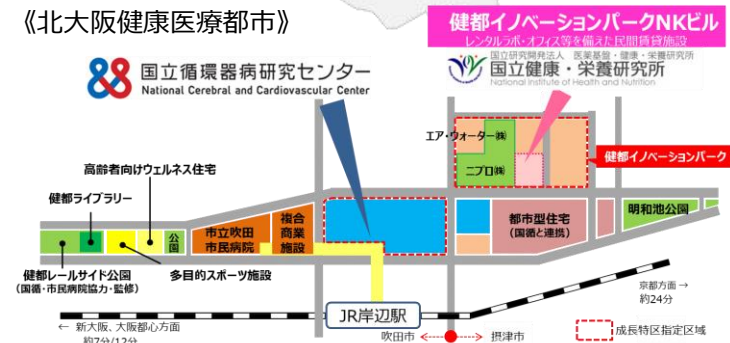 《北大阪健康医療都市》
健都イノベーションパークNKビル
レンタルラボ・オフィス等を備えた民間賃貸施設
国立循環器病研究センター
National Cerebral and Cardiovascular Center
国立研究開発法人 医薬基盤・健康・栄養研究所
国立健康・栄養研究所
National Institute of Health and Nutrition
エア・ウォーター㈱
ニプロ㈱
健都イノベーションパーク
高齢者向けウェルネス住宅
健都ライブラリー
公園
市立吹田
市民病院
複合
商業
施設
都市型住宅
(国循と連携)
明和池公園
健都レールサイド公園
(国循・市民病院協力・監修)
多目的スポーツ施設
JR岸辺駅
京都方面→
約24分
← 新大阪、大阪都心方面
約7分/12分
吹田市
摂津市
成長特区指定区域